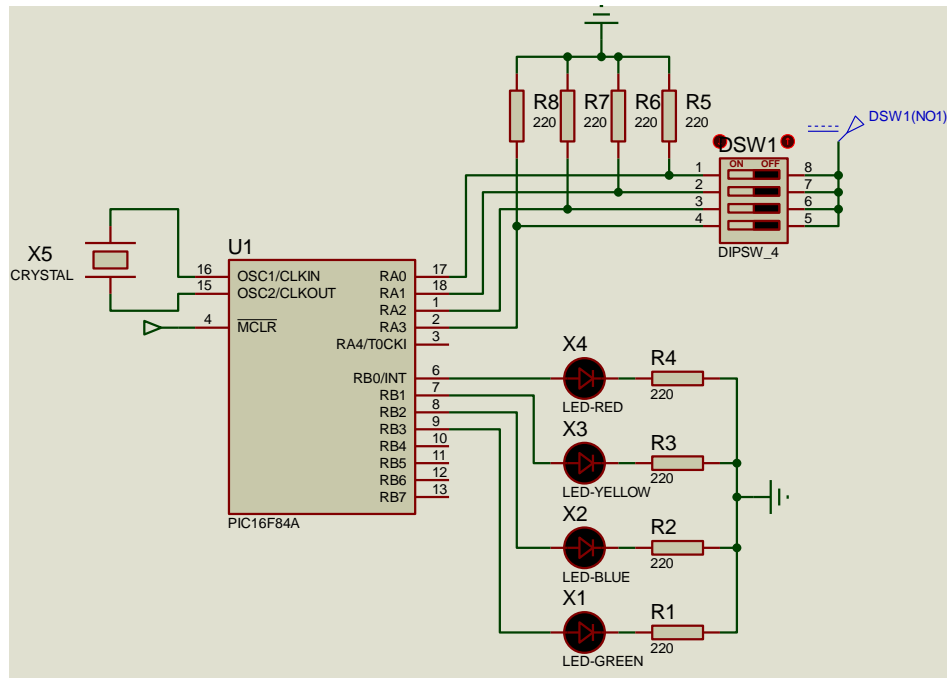 R8
220
R7
220
R6
220
R5
220
DSW1(NO1)
DSW1
ON OFF
1
2
3
4
8
7
6
5
DIPSW_4
X5
CRYSTAL
U1
16
15
4
OSC1/CLKIN
OSC2/CLKOUT
MCLR
RA0
RA1
RA2
RA3
RA4/T0CKI
17
18
1
2
3
RB0/INT
RB1
RB2
RB3
RB4
RB5
RB6
RB7
6
7
8
9
10
11
12
13
PIC16F84A
X4
LED-RED
R4
220
X3
LED-YELLOW
R3
220
X2
LED-BLUE
R2
220
X1
LED-GREEN
R1
220